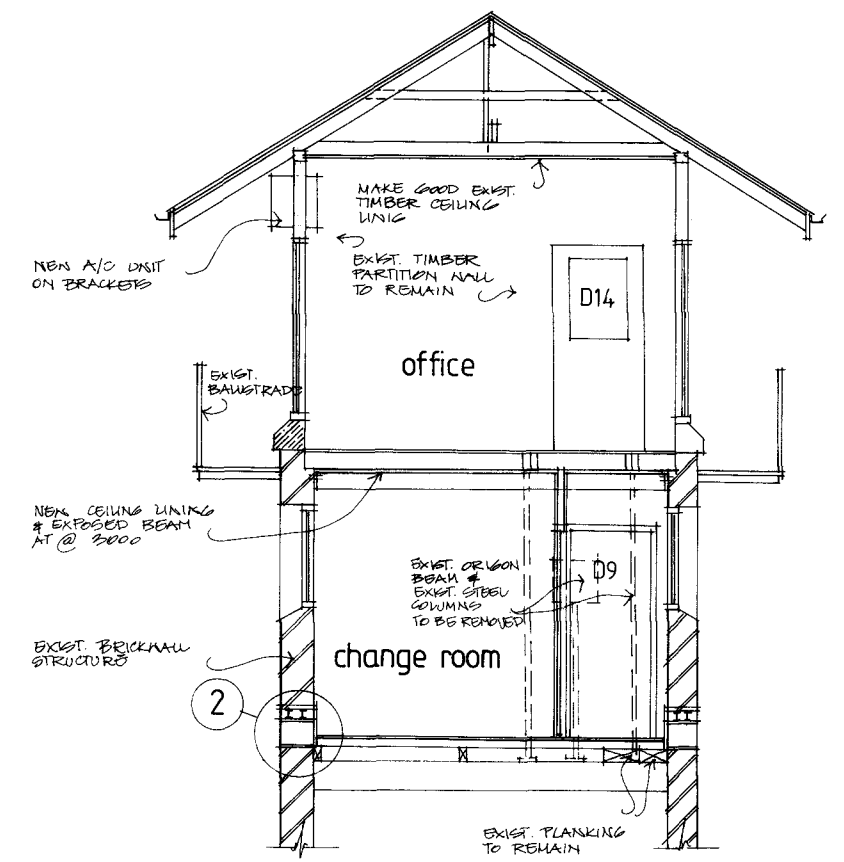 MAKE GOOD EXIST.
TIMBER CEILING
LINIG
NEW A/C UNIT
ON BRACKETS
EXIST. TIMBER
PARTITION WALL
TO REMAIN
D14
office
EXIST.
BALUSTRADE
NEW CEILING LINING
& EXPOSED BEAM
AT @ 3000
EXIST. ORIGON
BEAM &
EXIST. STEEL
COLUMNS
TO BE REMOVED
D9
EXIST. BRICKWALL
STRUCTURE
change room
2
EXIST. PLANKING
TO REMAIN